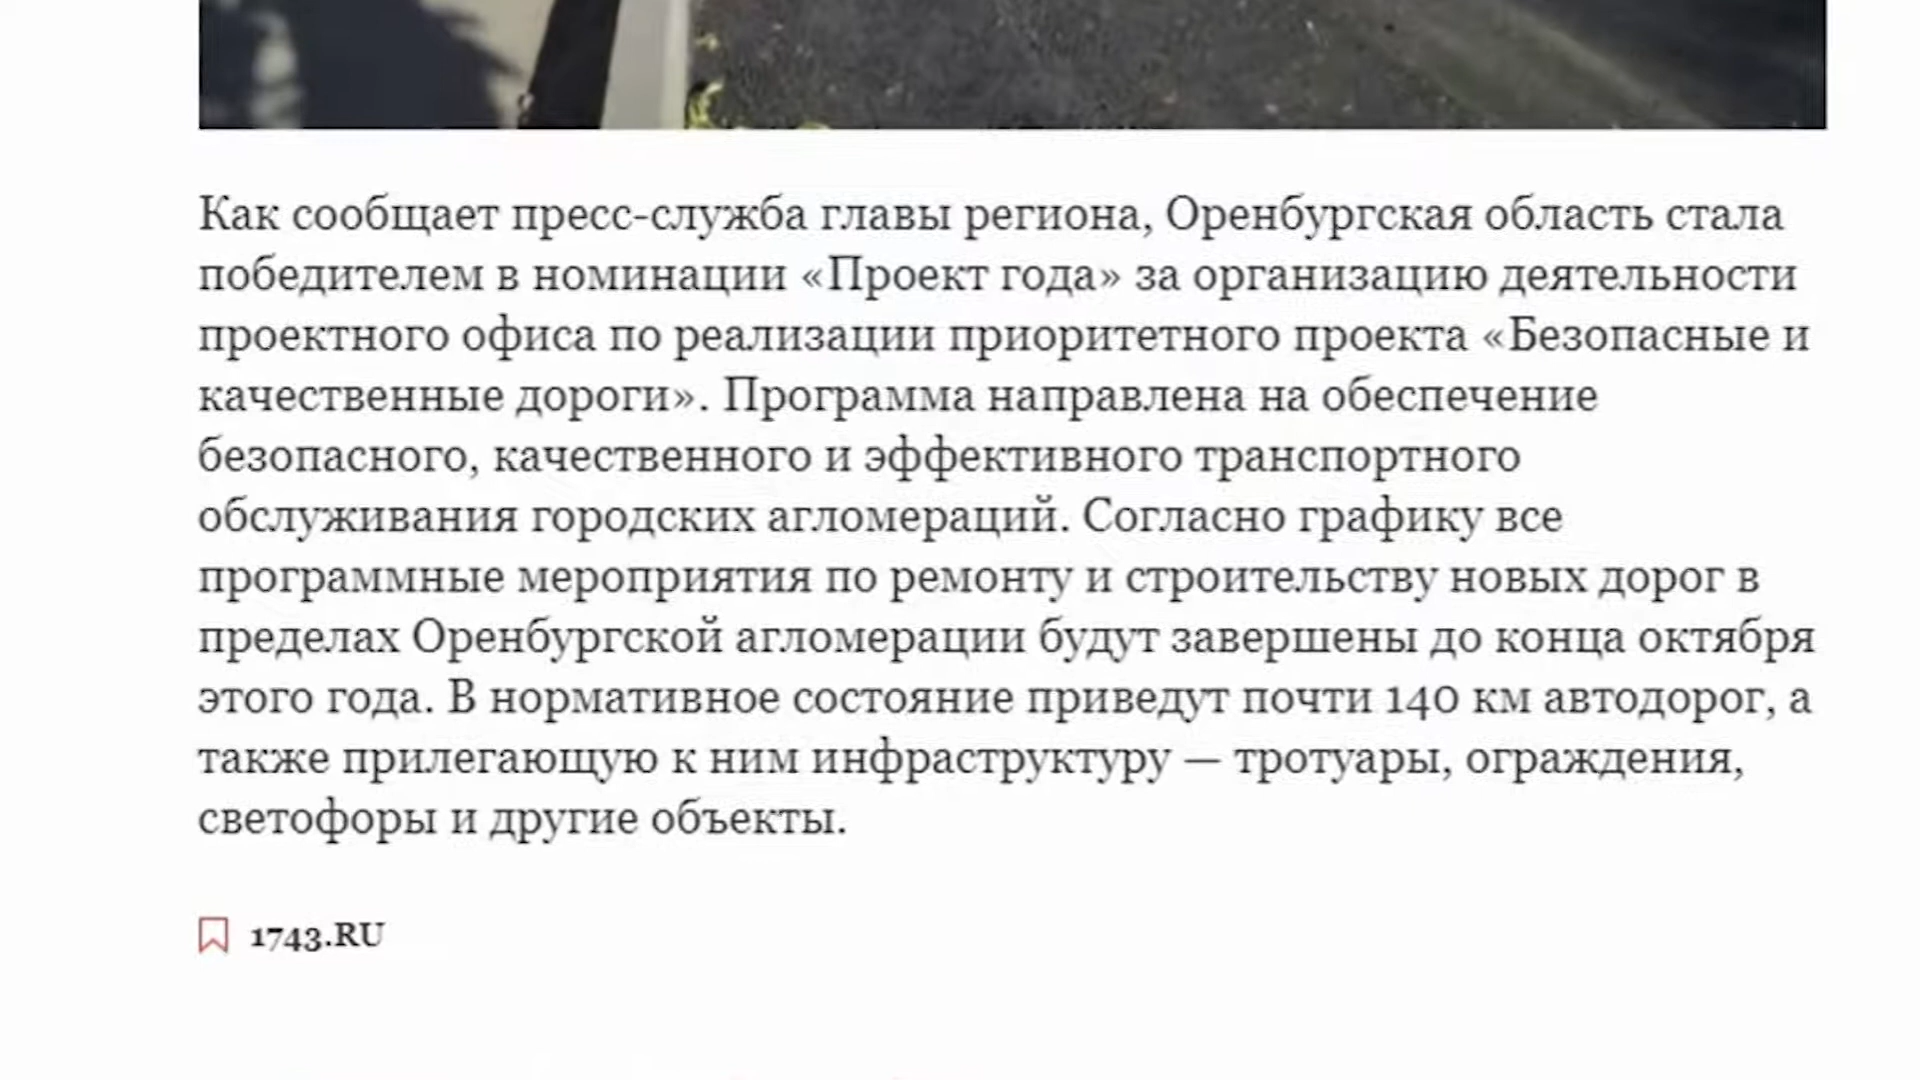 Как сообщает пресс-служба главы региона, Оренбургская область стала
победителем в номинации «Проект года» за организацию деятельности
проектного офиса по реализации приоритетного проекта «Безопасные и
качественные дороги». Программа направлена на обеспечение
безопасного, качественного и эффективного транспортного
обслуживания городских агломераций. Согласно графику все
программные мероприятия по ремонту и строительству новых дорог в
пределах Оренбургской агломерации будут завершены до конца октября
этого года. В нормативное состояние приведут почти 140 км автодорог, а
также прилегающую к ним инфраструктуру — тротуары, ограждения,
светофоры и другие объекты.
1743.RU